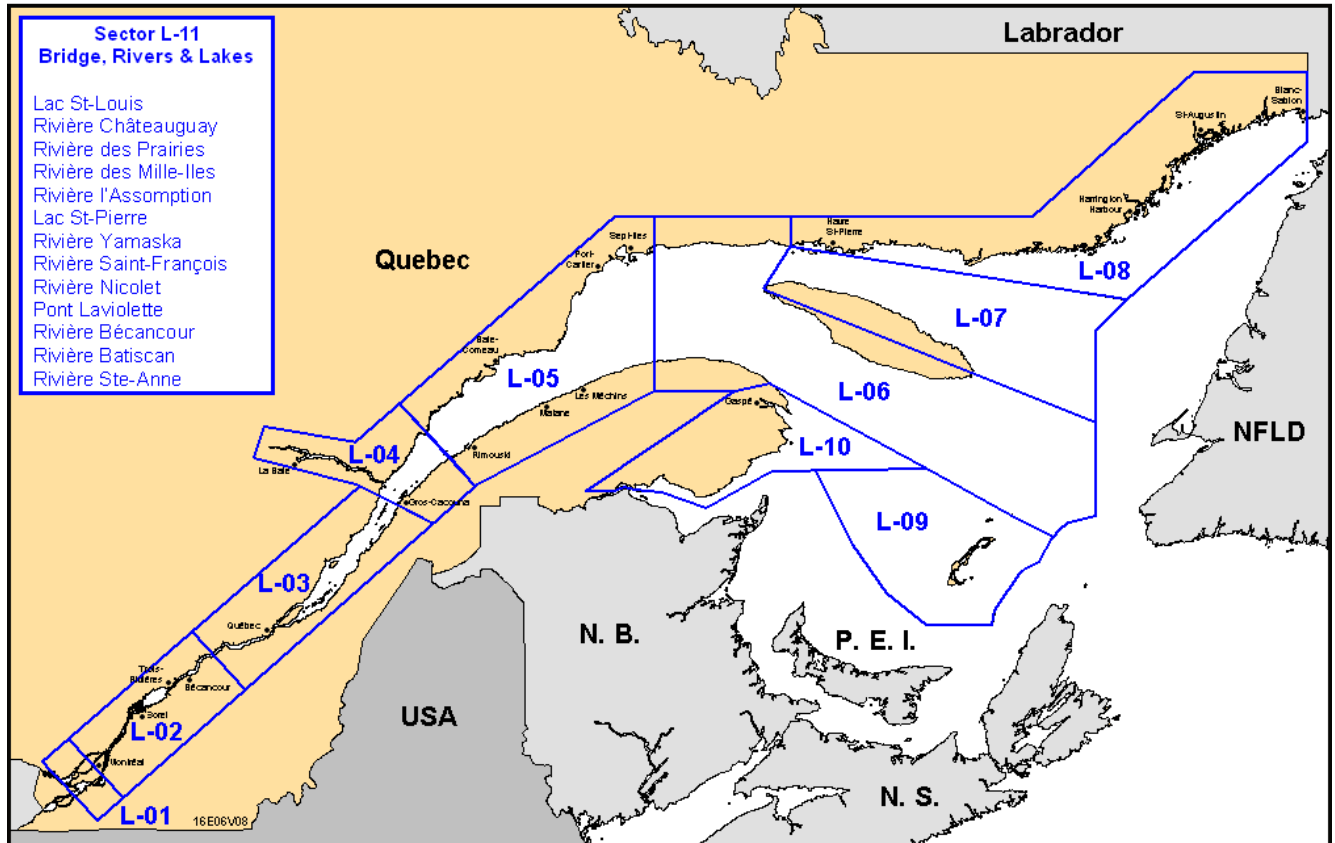 Sector L-11
Bridge, Rivers & Lakes
Lac St-Louis
Rivière Châteauguay
Rivière des Prairies
Rivière des Mille-Iles
Rivière l'Assomption
Lac St-Pierre
Rivière Yamaska
Rivière Saint-François
Rivière Nicolet
Pont Laviolette
Rivière Bécancour
Rivière Batiscan
Rivière Ste-Anne
Labrador
Blanc-
Sablon
St-Augustin
Harrington
Harbour
Havre
St-Pierre
Sept-Iles
Port-
Cartier
Quebec
L-08
L-07
Baie-
Comeau
L-05
Les Méchins
L-06
Matane
Gaspé
NFLD
L-10
Rimouski
L-04
La Baie
Gros-Cacouna
L-09
L-03
Québec
N. B.
P. E. I.
Trois-
Rivières
Bécancour
USA
Sorel
L-02
Montréal
N. S.
L-01
16E06V08